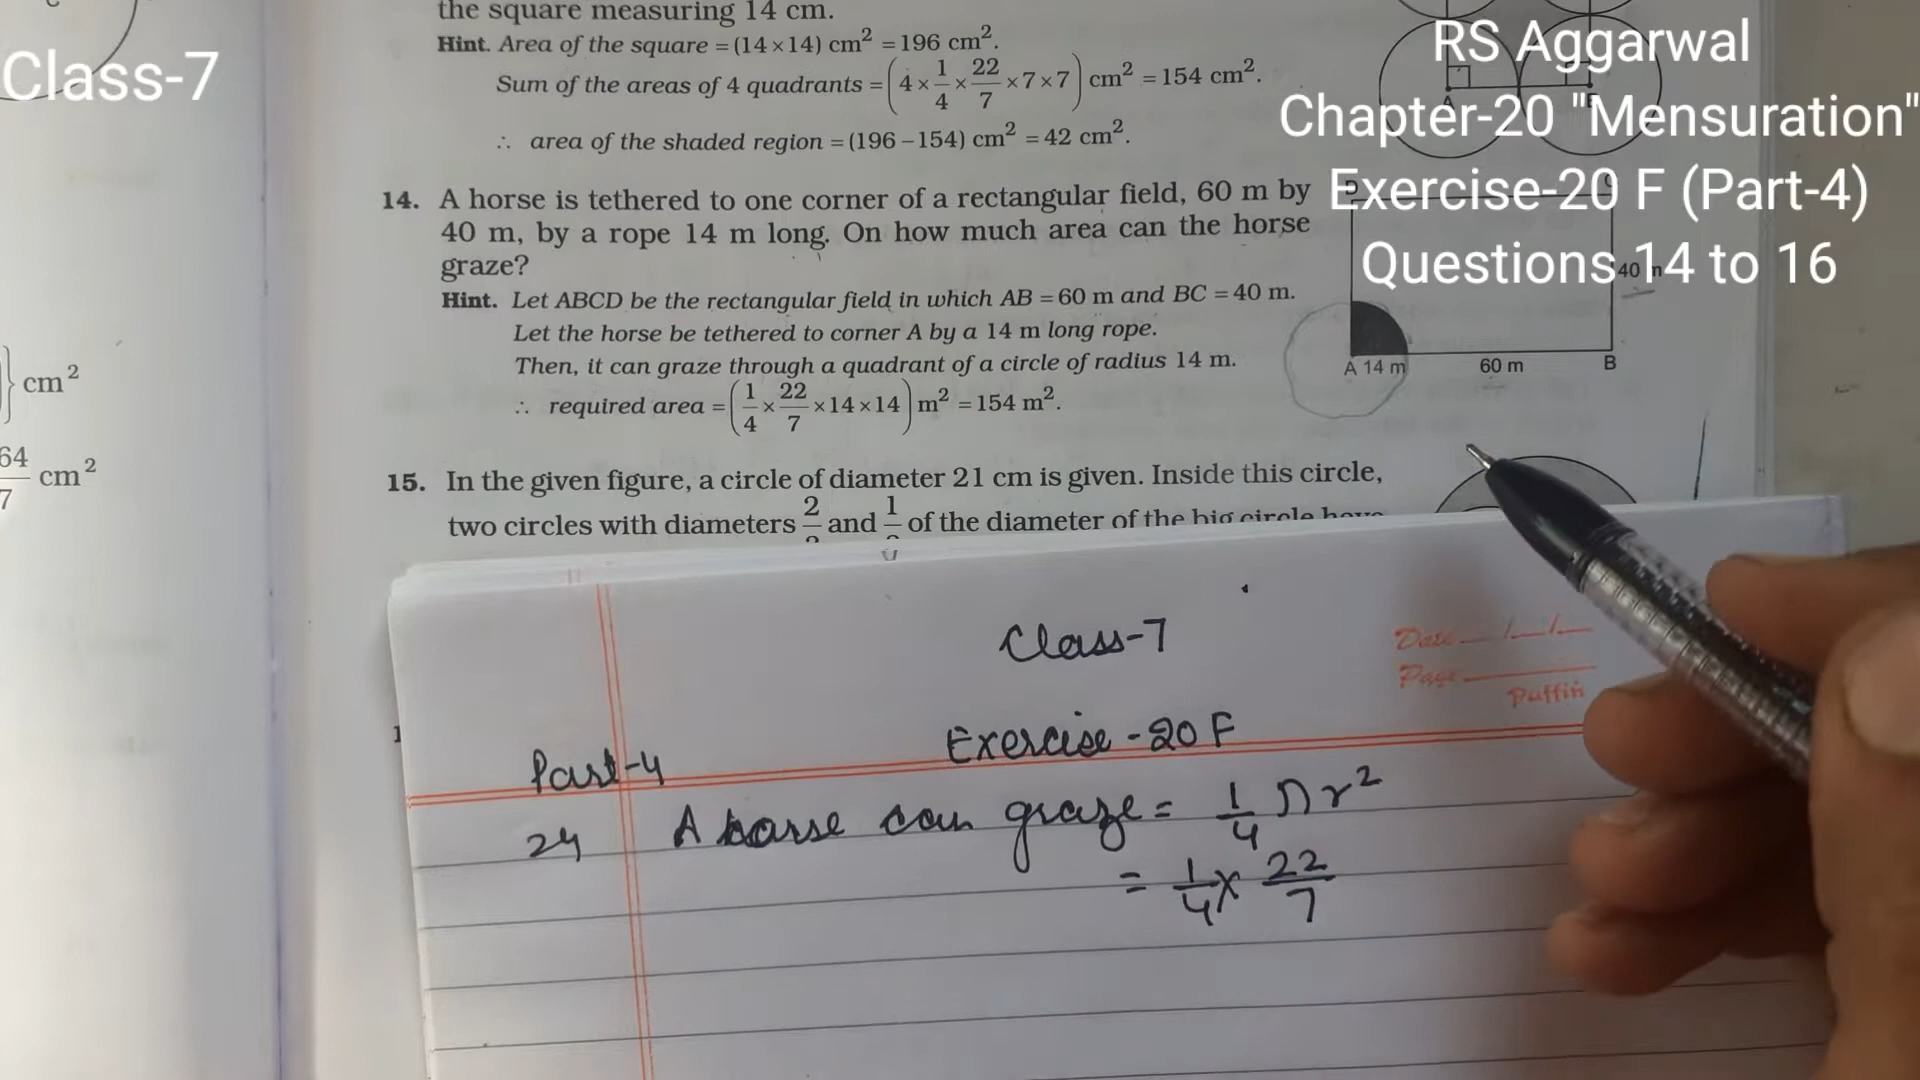 the square measuring 14 cm.
Hint. Area of the square = (14 × 14) cm² = 196 cm².
Sum of the areas of 4 quadrants = (4 × 1/4 × 22/7 × 7 × 7) cm² = 154 cm².
∴ area of the shaded region = (196 – 154) cm² = 42 cm².
Class-7
RS Aggarwal
Chapter-20 "Mensuration"
Exercise-20 F (Part-4)
Questions 14 to 16
14. A horse is tethered to one corner of a rectangular field, 60 m by
40 m, by a rope 14 m long. On how much area can the horse
graze?
Hint. Let ABCD be the rectangular field in which AB = 60 m and BC = 40 m.
Let the horse be tethered to corner A by a 14 m long rope.
Then, it can graze through a quadrant of a circle of radius 14 m.
∴ required area = (1/4 × 22/7 × 14 × 14) m² = 154 m².
40 m
A 14 m 60 m B
} cm²
64/7 cm²
15. In the given figure, a circle of diameter 21 cm is given. Inside this circle,
two circles with diameters 2/ and 1/ of the diameter of the big circle have
Class-7
Date __/__/__
Page
Puffin
Exercise-20 F
Part-4
24 A horse can graze = 1/4 πr²
= 1/4 × 22/7